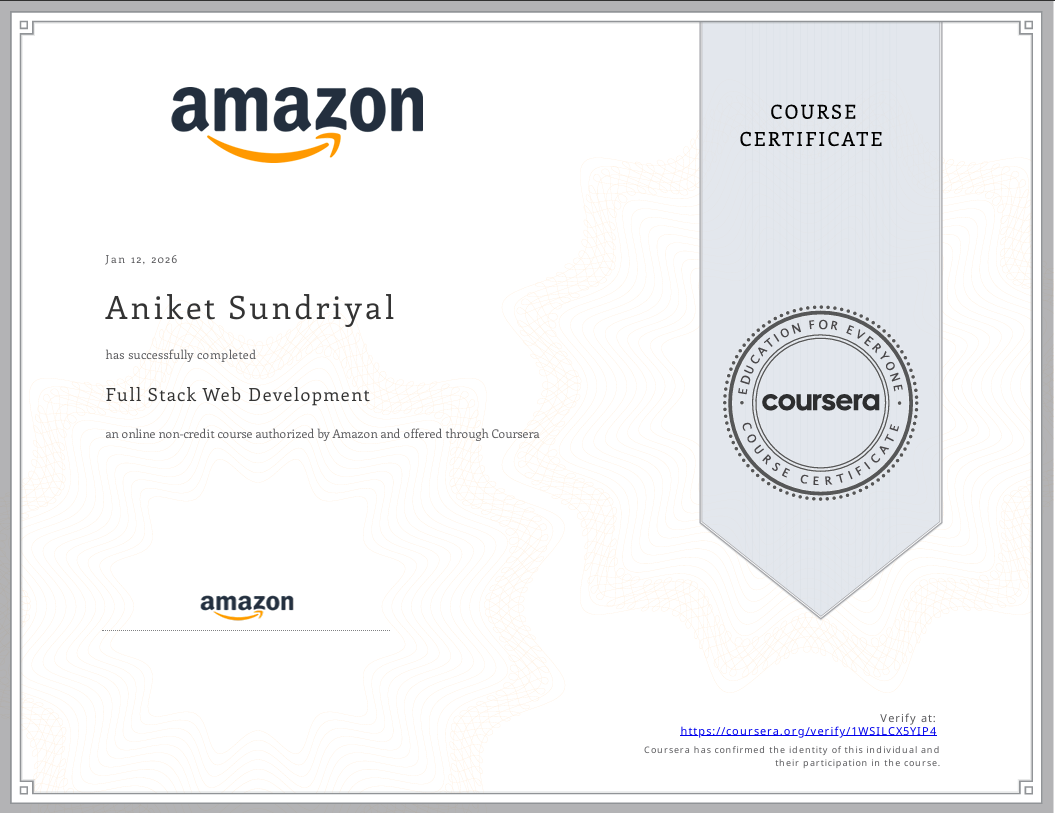 amazon
COURSE
CERTIFICATE
Jan 12, 2026
Aniket Sundriyal
has successfully completed
Full Stack Web Development
an online non-credit course authorized by Amazon and offered through Coursera
EDUCATION FOR EVERYONE
coursera
COURSE CERTIFICATE
amazon
Verify at:
https://coursera.org/verify/1WSILCX5YIP4
Coursera has confirmed the identity of this individual and
their participation in the course.